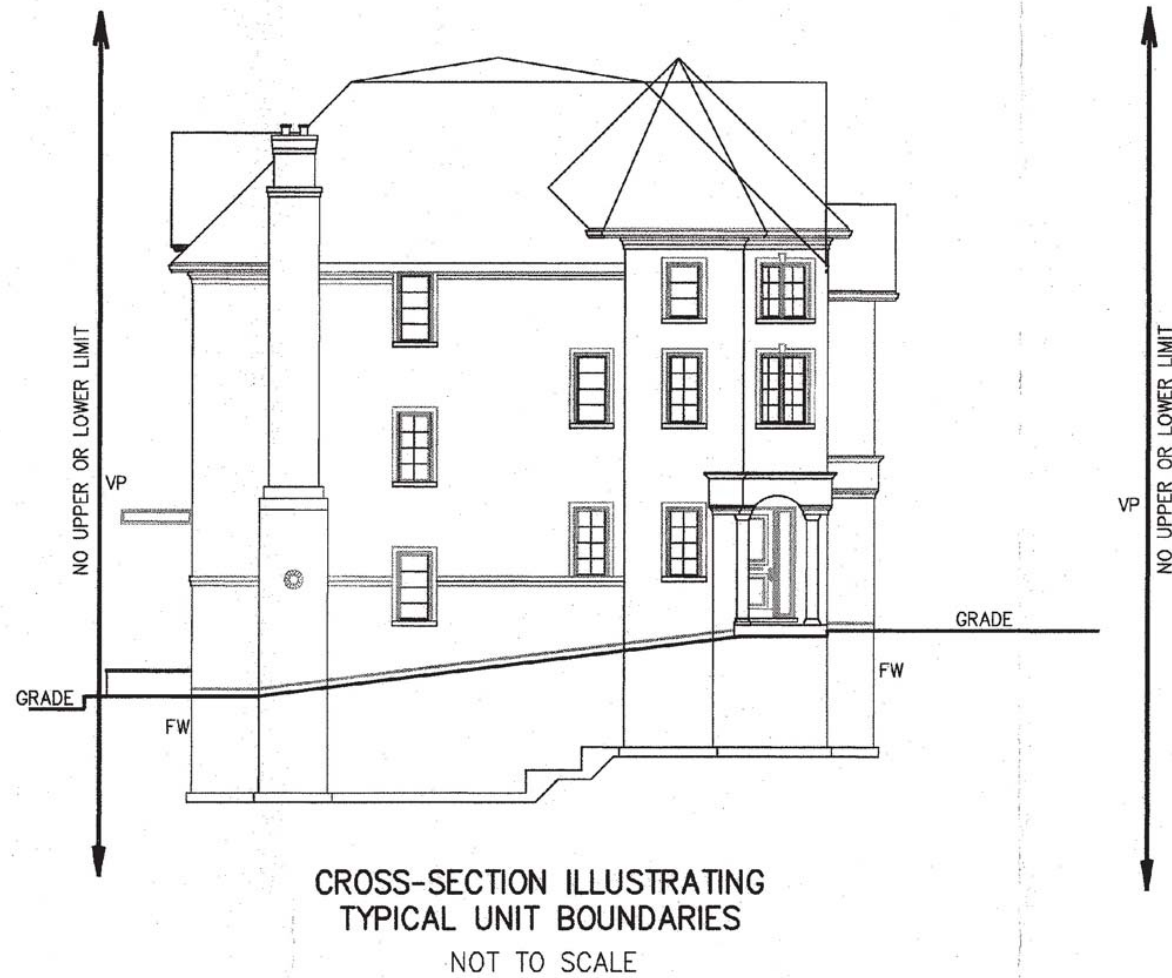 NO UPPER OR LOWER LIMIT
VP
GRADE
FW
VP
NO UPPER OR LOWER LIMIT
GRADE
FW
CROSS-SECTION ILLUSTRATING
TYPICAL UNIT BOUNDARIES
NOT TO SCALE